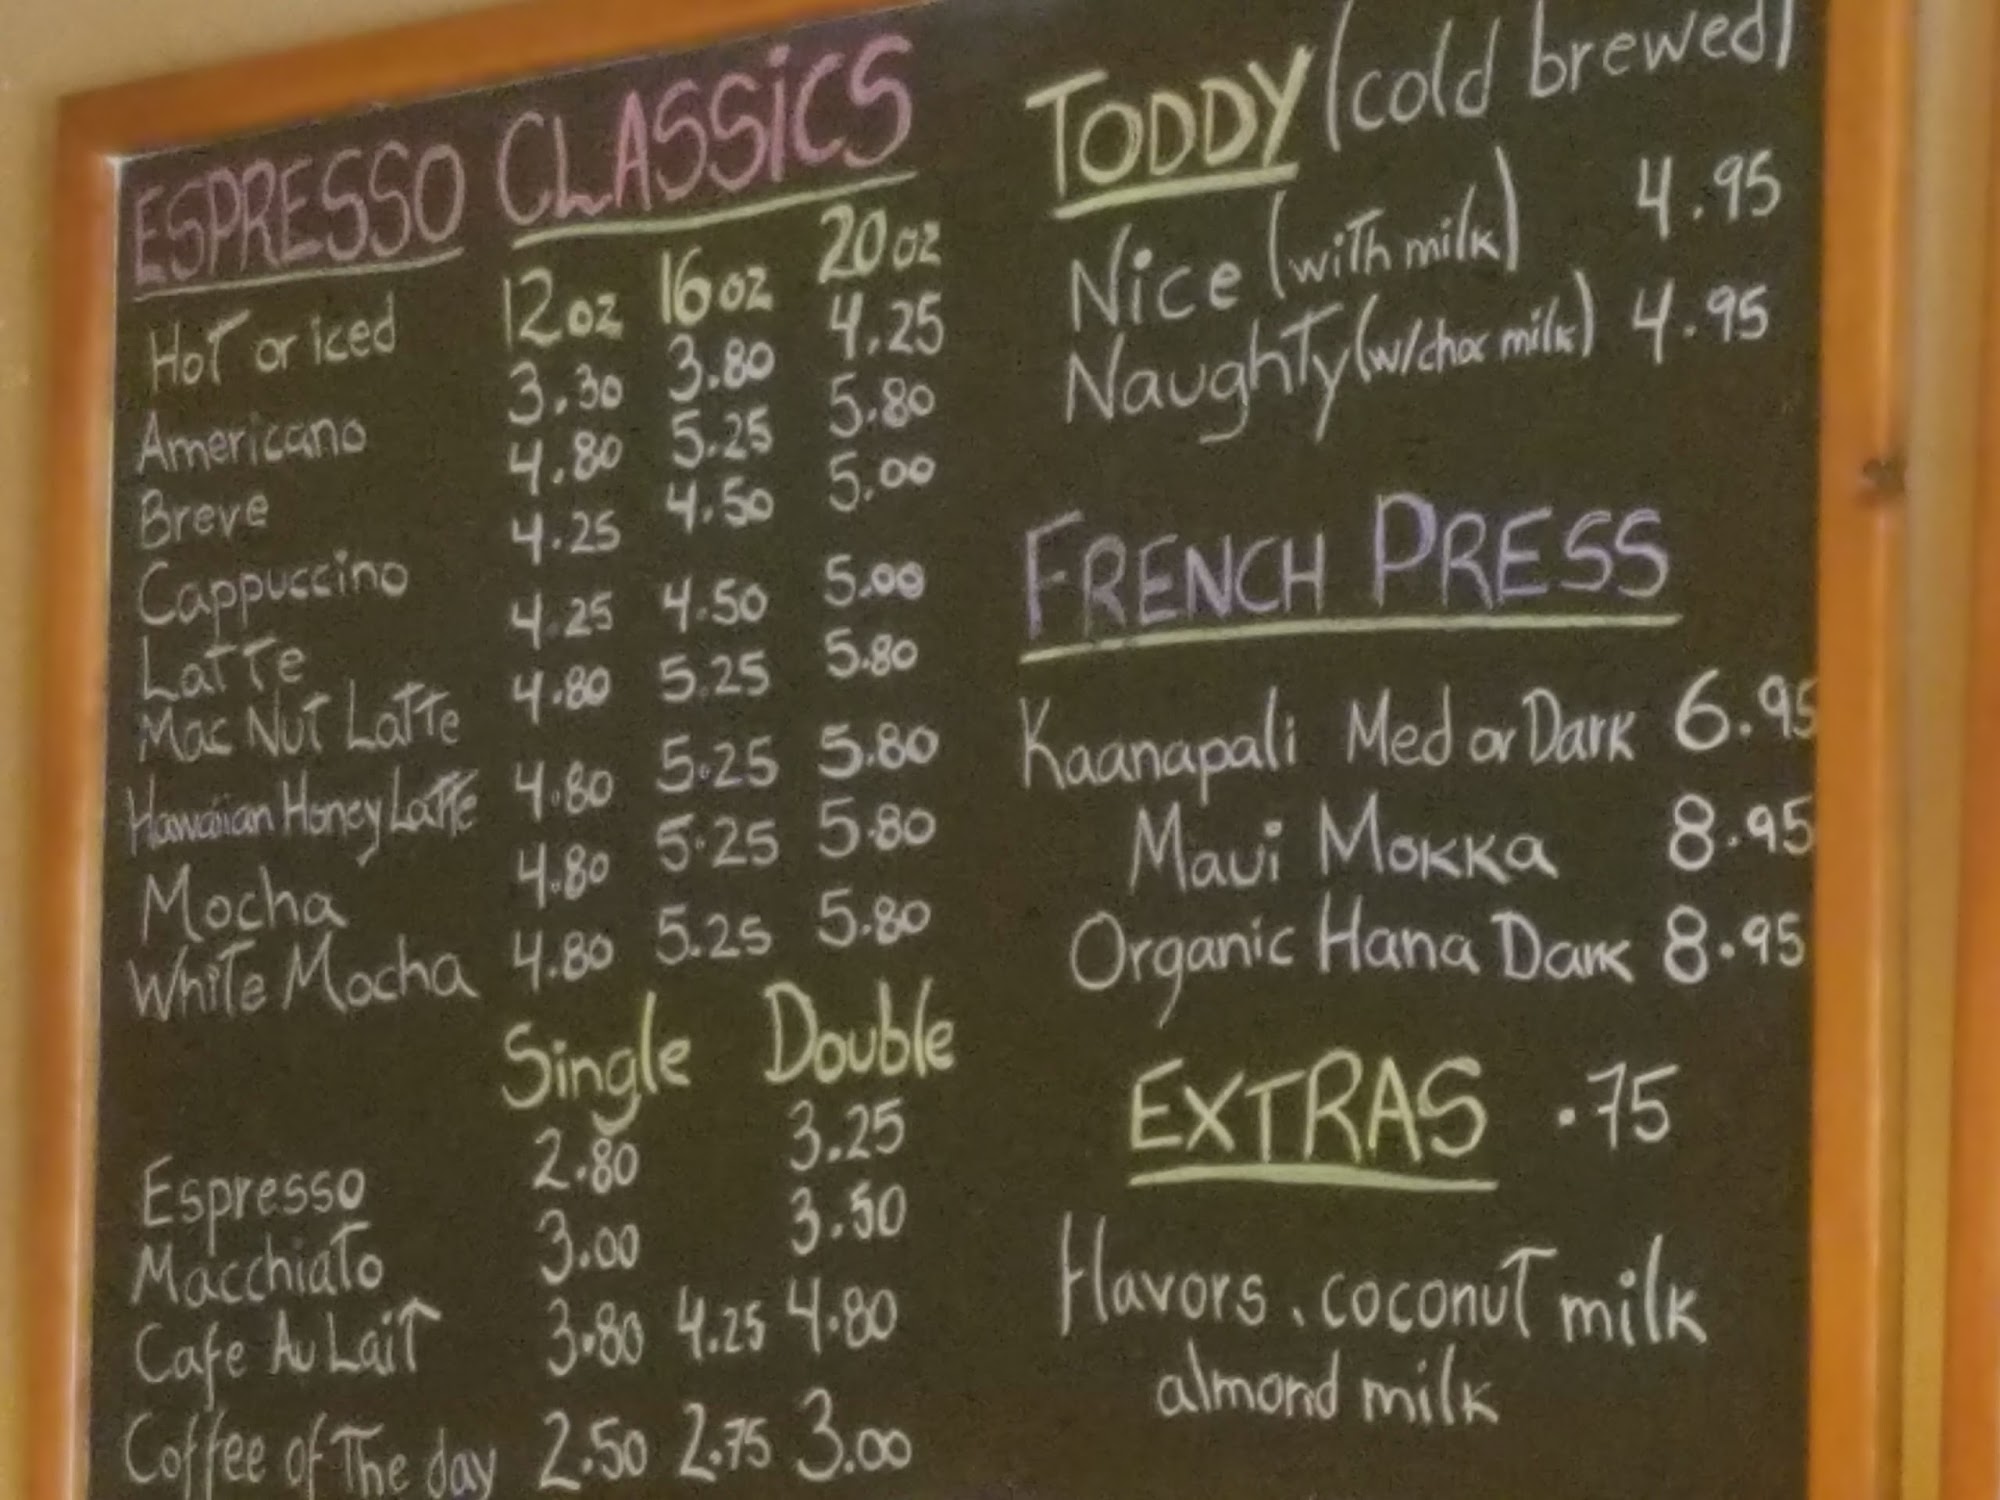 ESPRESSO CLASSICS
Hot or iced 12oz 16oz 20oz
Americano 3.30 3.80 4.25
Breve 4.80 5.25 5.80
Cappuccino 4.25 4.50 5.00
Latte 4.25 4.50 5.00
Mac Nut Latte 4.80 5.25 5.80
Hawaiian Honey Latte 4.80 5.25 5.80
Mocha 4.80 5.25 5.80
White Mocha 4.80 5.25 5.80
Single Double
Espresso 2.80 3.25
Macchiato 3.00 3.50
Cafe Au Lait 3.80 4.25 4.80
Coffee of The day 2.50 2.75 3.00
TODDY (cold brewed)
Nice (with milk) 4.95
Naughty (w/choc milk) 4.95
FRENCH PRESS
Kaanapali Med or Dark 6.95
Maui Mokka 8.95
Organic Hana Dark 8.95
EXTRAS .75
Flavors, coconut milk
almond milk